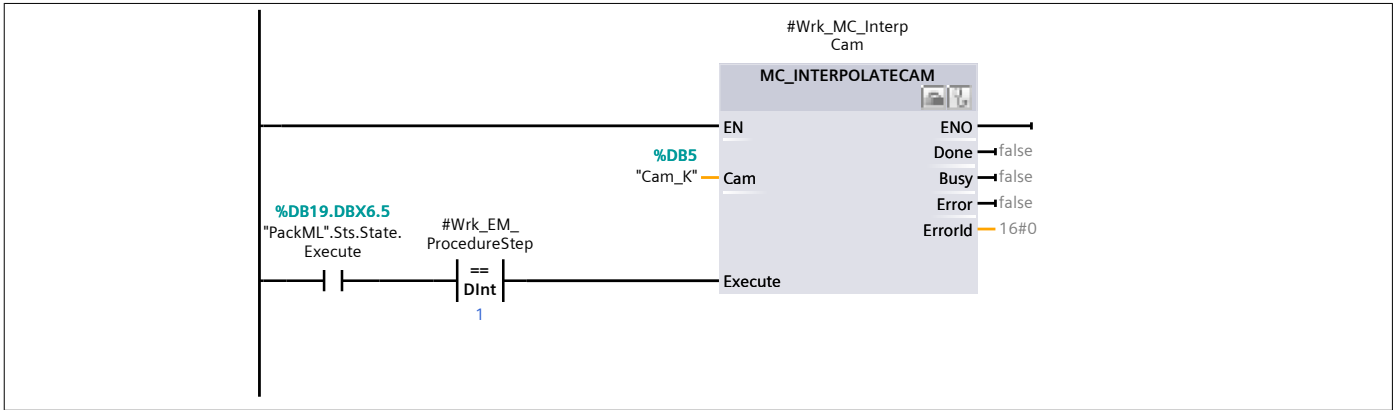 #Wrk_MC_Interp
Cam
MC_INTERPOLATECAM
EN
ENO
%DB5
"Cam_K"
Cam
Done
false
Busy
false
Error
false
ErrorId
16#0
%DB19.DBX6.5
"PackML".Sts.State.
Execute
#Wrk_EM_
ProcedureStep
==
DInt
1
Execute